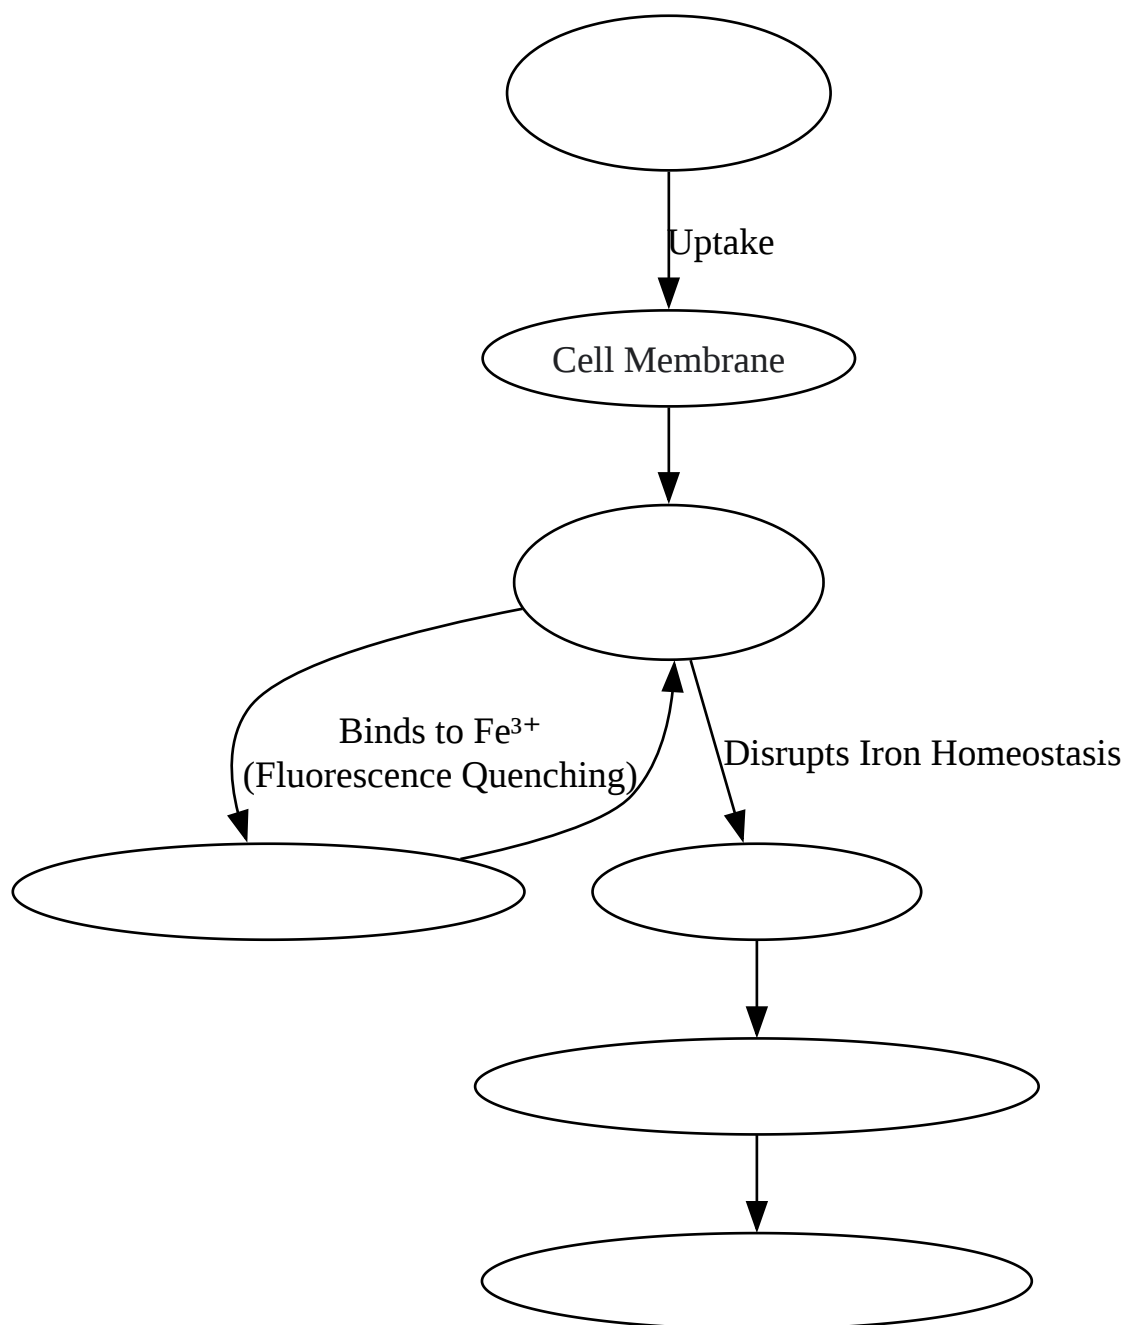 Uptake
Cell Membrane
Binds to Fe³⁺
(Fluorescence Quenching)
Disrupts Iron Homeostasis